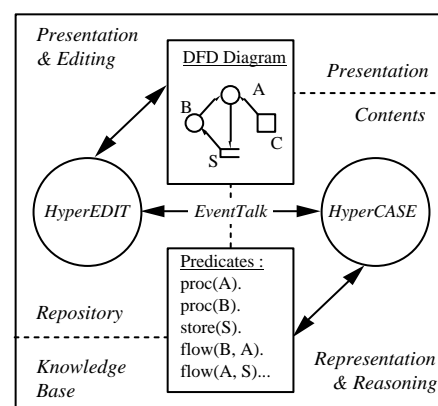 Presentation
& Editing
DFD Diagram
A
B
C
S
Presentation
Contents
HyperEDIT
EventTalk
HyperCASE
Predicates :
proc(A).
proc(B).
store(S).
flow(B, A).
flow(A, S)...
Repository
Knowledge
Base
Representation
& Reasoning